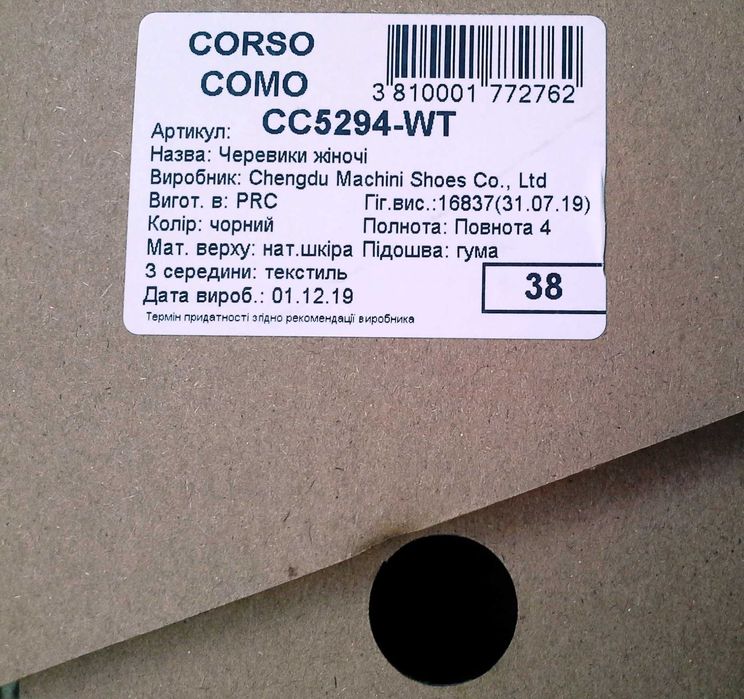 CORSO
COMO
3 810001 772762
Артикул: CC5294-WT
Назва: Черевики жіночі
Виробник: Chengdu Machini Shoes Co., Ltd
Вигот. в: PRC Гіг.вис.:16837(31.07.19)
Колір: чорний Полнота: Повнота 4
Мат. верху: нат.шкіра Підошва: гума
З середини: текстиль
38
Дата вироб.: 01.12.19
Термін придатності згідно рекомендації виробника